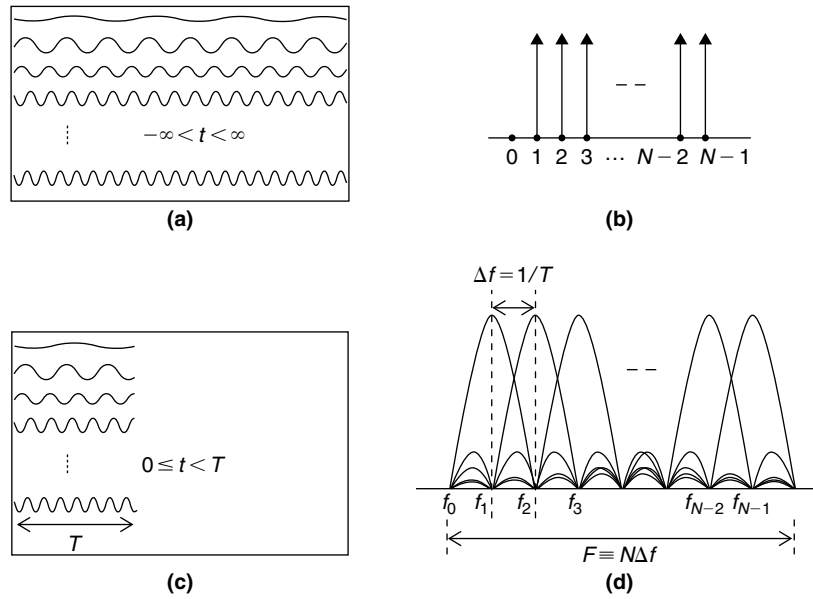 −∞ < t < ∞
(a)
0 1 2 3 ... N−2 N−1
(b)
0 ≤ t < T
T
(c)
Δf = 1/T
f0 f1 f2 f3 fN−2 fN−1
F ≡ NΔf
(d)